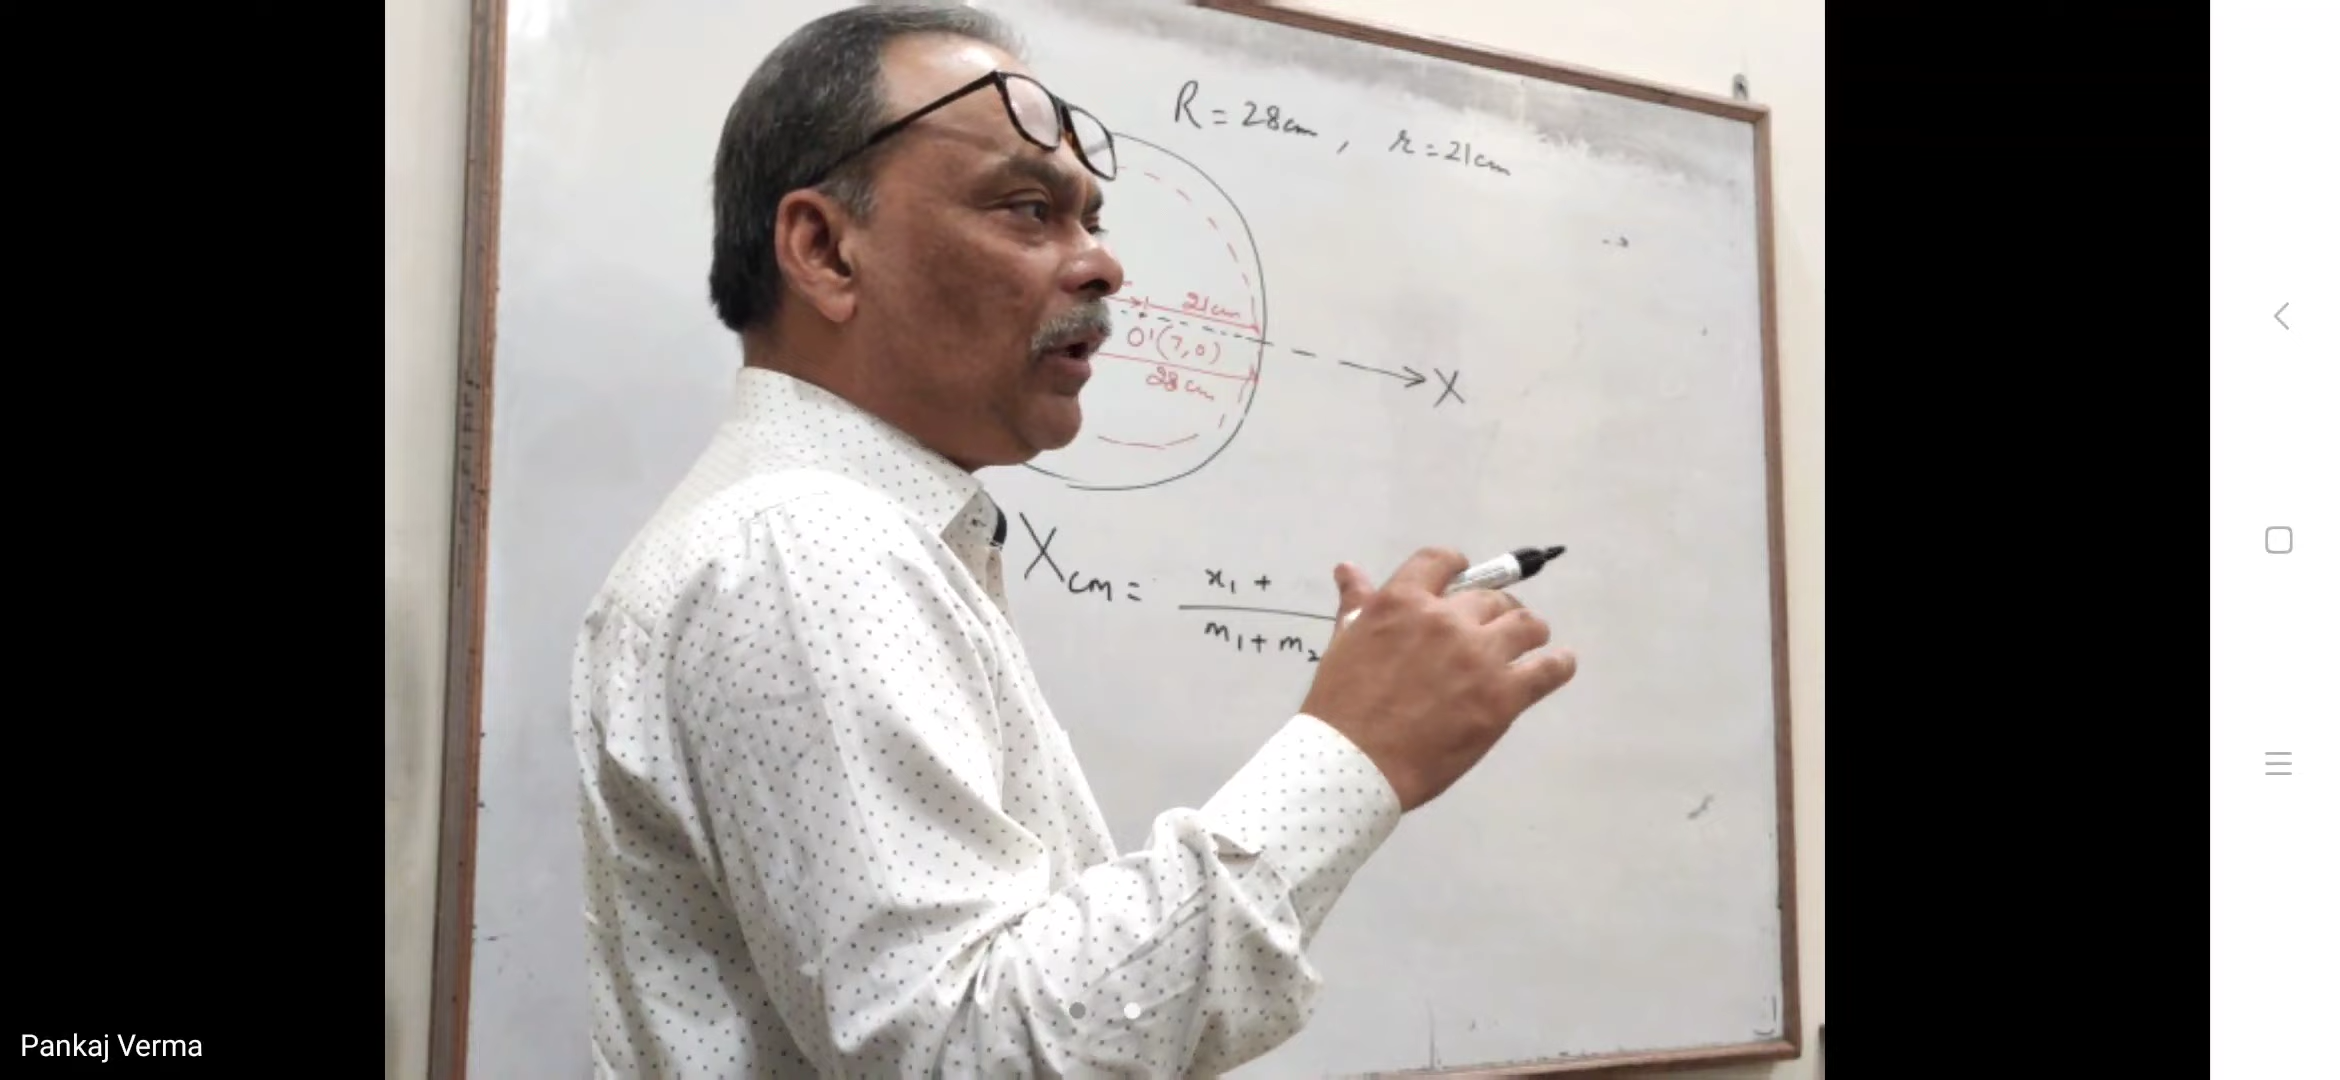 R = 28cm , r = 21cm
21cm
O'(7,0)
28 cm
X
Xcm = x₁ +
m₁ + m₂
Pankaj Verma